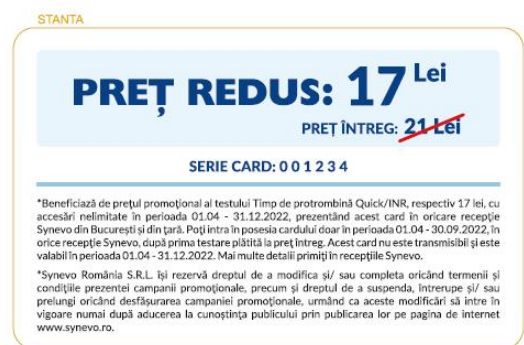 STANTA
PREȚ REDUS: 17 Lei
PREȚ ÎNTREG: 21 Lei
SERIE CARD: 0 0 1 2 3 4
*Beneficiază de prețul promoțional al testului Timp de protrombină Quick/INR, respectiv 17 lei, cu
accesări nelimitate în perioada 01.04 - 31.12.2022, prezentând acest card în oricare recepție
Synevo din București și din țară. Poți intra în posesia cardului doar în perioada 01.04 - 30.09.2022, în
orice recepție Synevo, după prima testare plătită la preț întreg. Acest card nu este transmisibil și este
valabil în perioada 01.04 - 31.12.2022. Mai multe detalii primiți în recepțiile Synevo.
*Synevo România S.R.L. își rezervă dreptul de a modifica și/ sau completa oricând termenii și
condițiile prezentei campanii promoționale, precum și dreptul de a suspenda, întrerupe și/ sau
prelungi oricând desfășurarea campaniei promoționale, urmând ca aceste modificări să intre în
vigoare numai după aducerea la cunoștința publicului prin publicarea lor pe pagina de internet
www.synevo.ro.